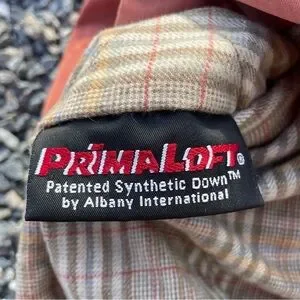 PRIMALOFT®
Patented Synthetic Down™
by Albany International